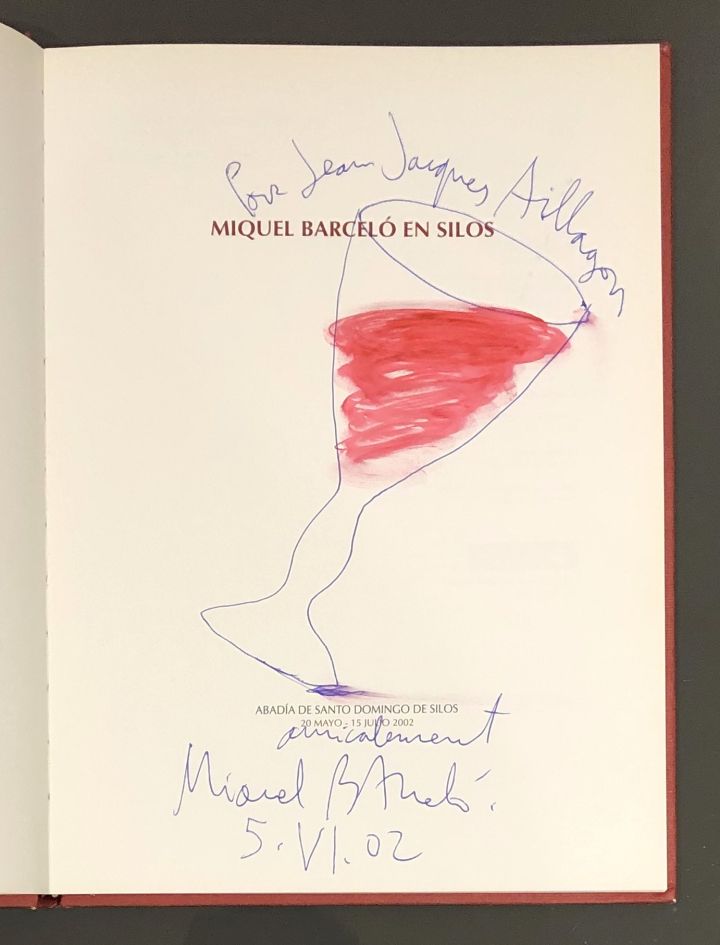 Pour Jean Jacques Aillagon
MIQUEL BARCELÓ EN SILOS
ABADÍA DE SANTO DOMINGO DE SILOS
20 MAYO - 15 JULIO 2002
amicalement
Miquel Barceló.
5.VI.02